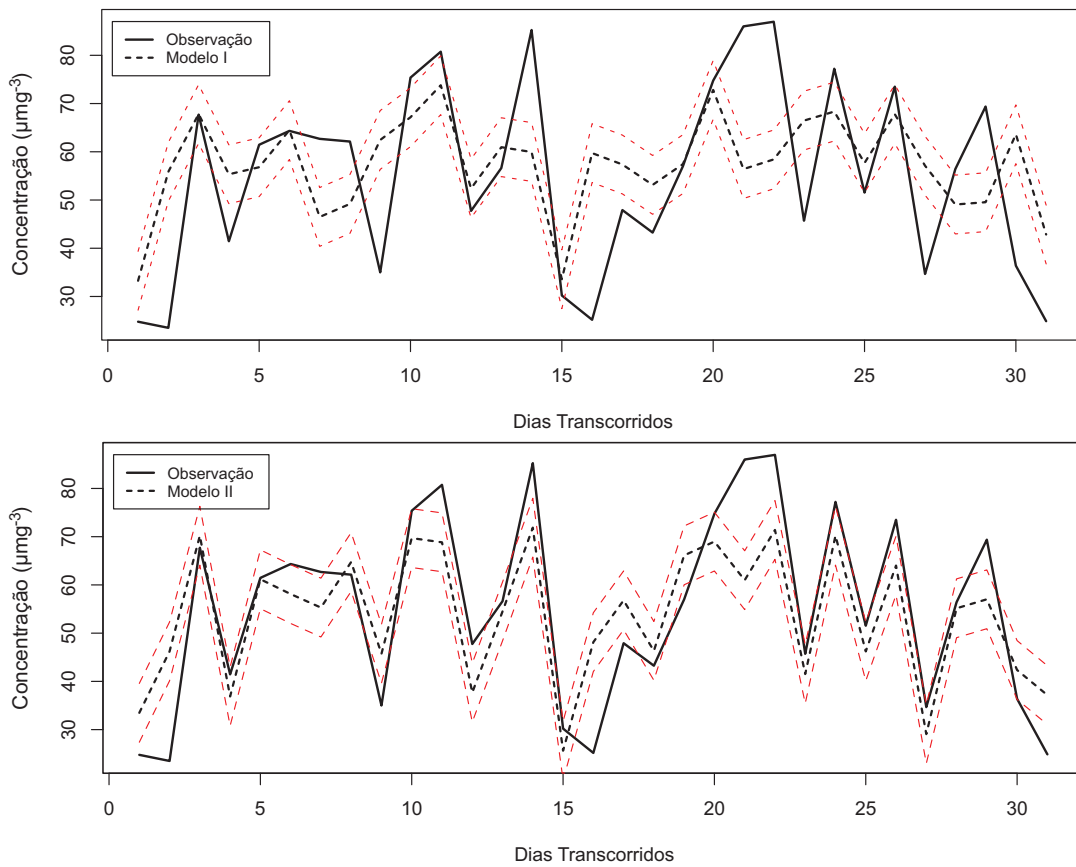 Observação
Modelo I
Concentração (µmg⁻³)
80
70
60
50
40
30
0 5 10 15 20 25 30
Dias Transcorridos
Observação
Modelo II
Concentração (µmg⁻³)
80
70
60
50
40
30
0 5 10 15 20 25 30
Dias Transcorridos